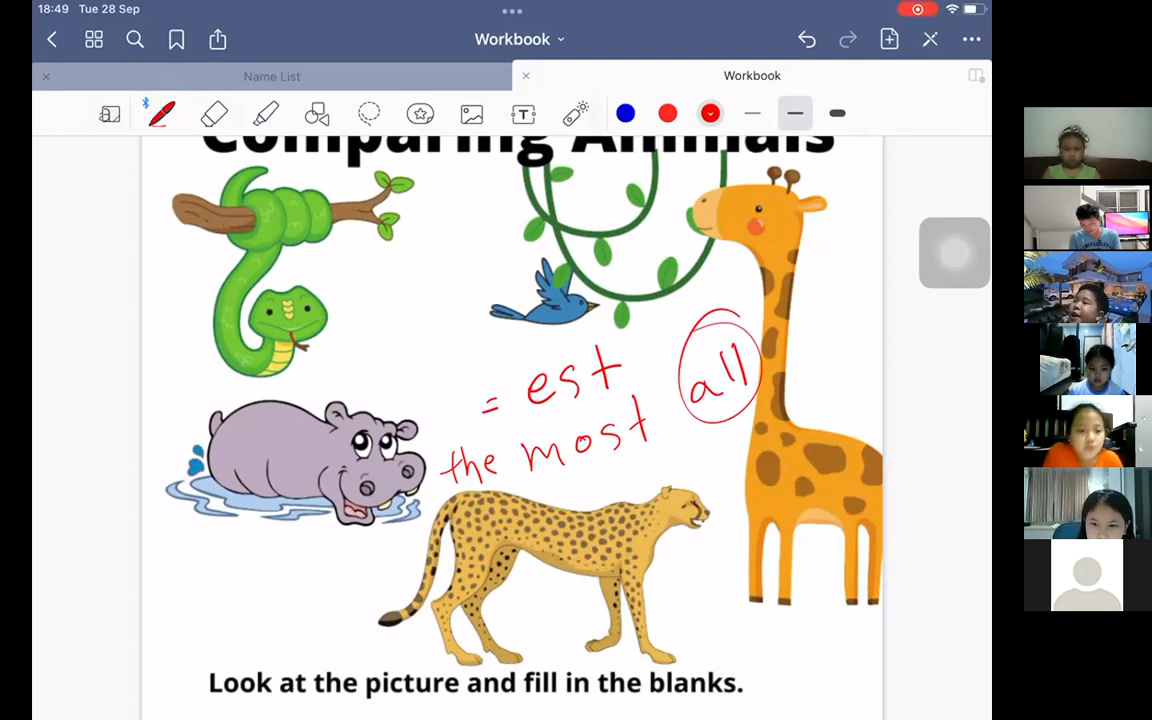 18:49 Tue 28 Sep
Workbook
Name List
Workbook
T
Comparing Animals
= est
all
the most
Look at the picture and fill in the blanks.